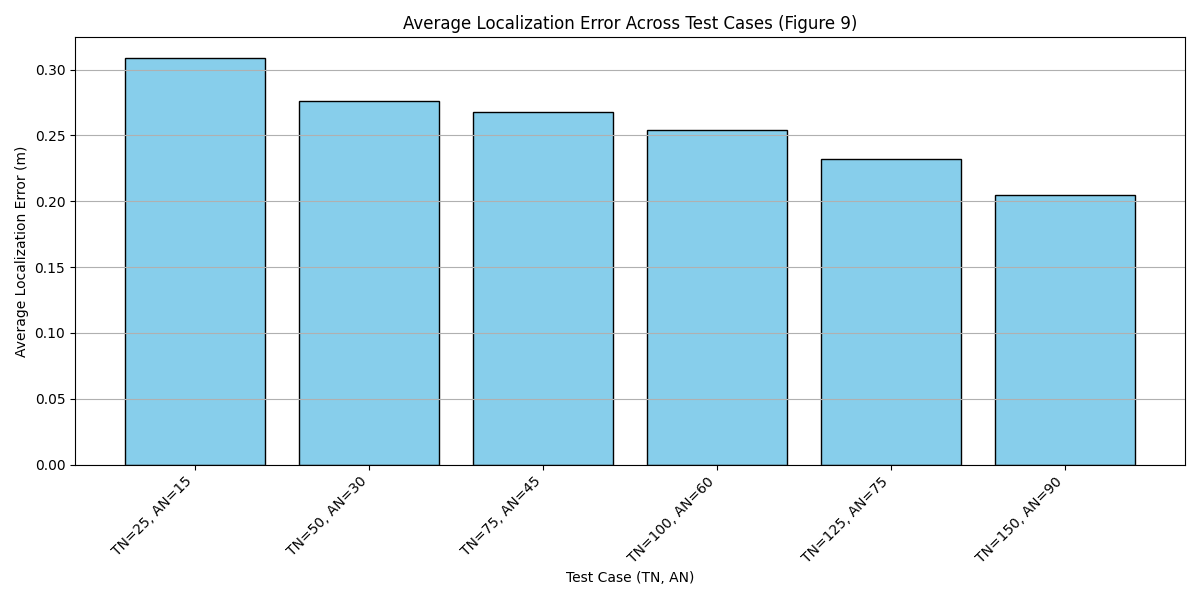 Average Localization Error Across Test Cases (Figure 9)
Average Localization Error (m)
0.30
0.25
0.20
0.15
0.10
0.05
0.00
TN=25, AN=15
TN=50, AN=30
TN=75, AN=45
TN=100, AN=60
TN=125, AN=75
TN=150, AN=90
Test Case (TN, AN)